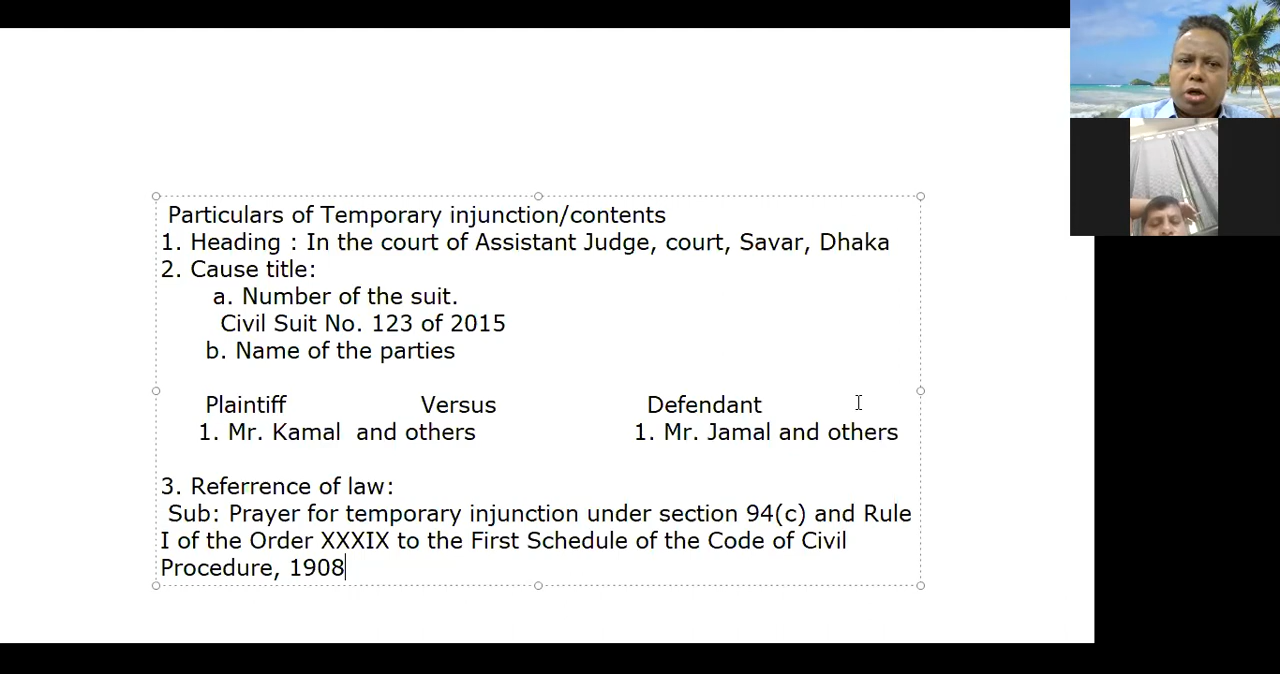 Particulars of Temporary injunction/contents
1. Heading : In the court of Assistant Judge, court, Savar, Dhaka
2. Cause title:
a. Number of the suit.
Civil Suit No. 123 of 2015
b. Name of the parties
Plaintiff Versus Defendant
1. Mr. Kamal and others 1. Mr. Jamal and others
3. Referrence of law:
Sub: Prayer for temporary injunction under section 94(c) and Rule
I of the Order XXXIX to the First Schedule of the Code of Civil
Procedure, 1908